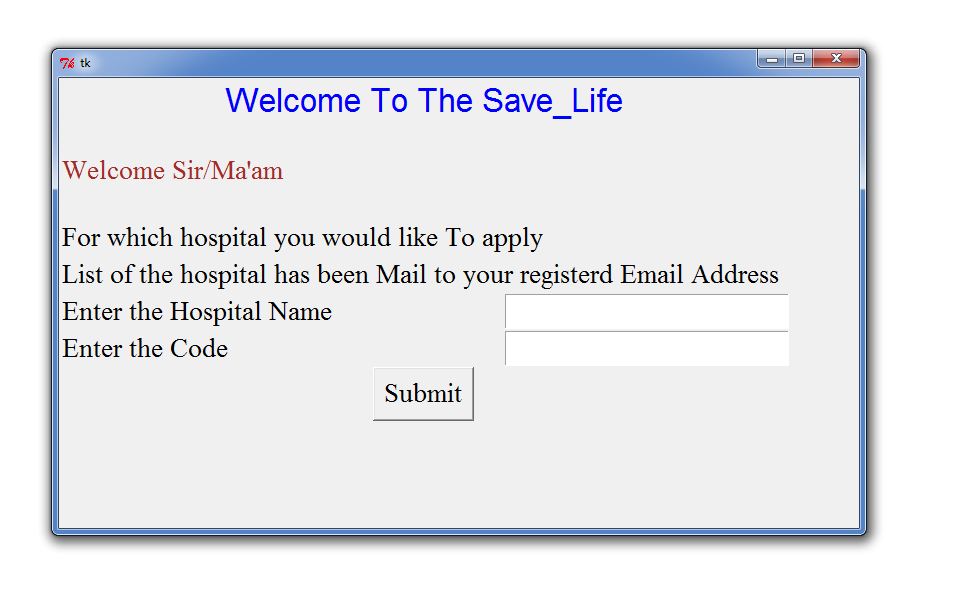 tk
Welcome To The Save_Life
Welcome Sir/Ma'am
For which hospital you would like To apply
List of the hospital has been Mail to your registerd Email Address
Enter the Hospital Name
Enter the Code
Submit